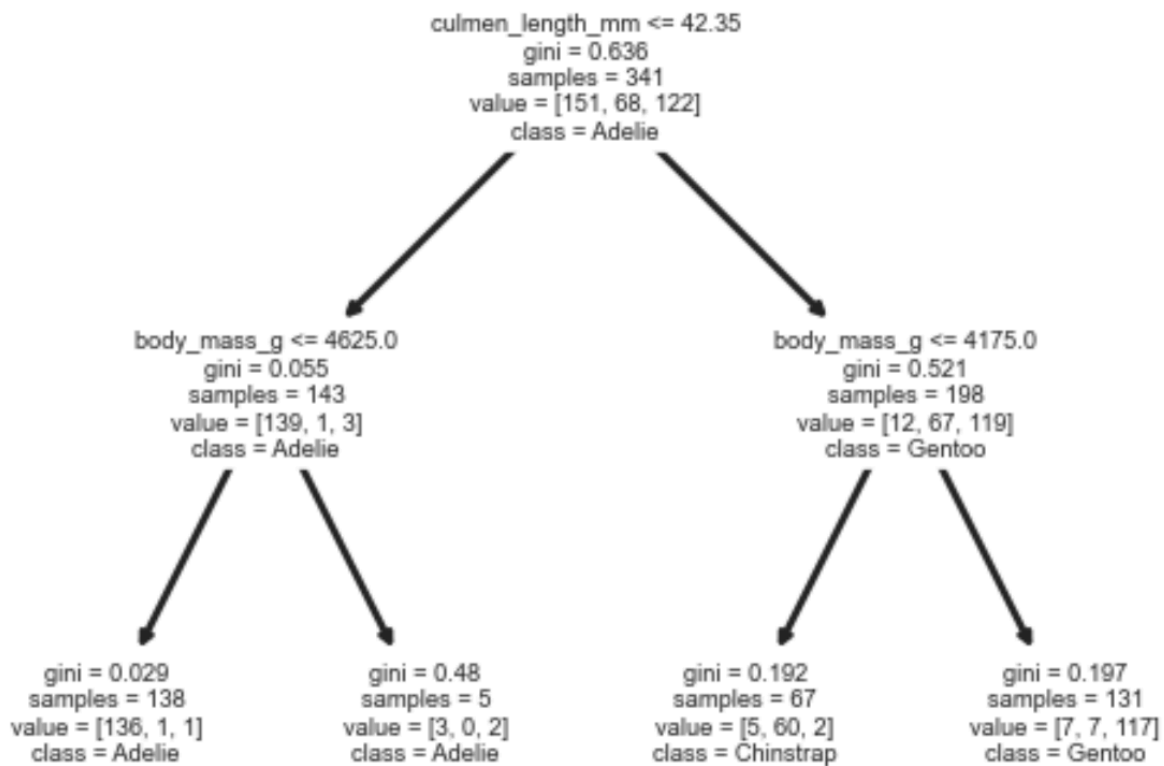 culmen_length_mm <= 42.35
gini = 0.636
samples = 341
value = [151, 68, 122]
class = Adelie
body_mass_g <= 4625.0
gini = 0.055
samples = 143
value = [139, 1, 3]
class = Adelie
body_mass_g <= 4175.0
gini = 0.521
samples = 198
value = [12, 67, 119]
class = Gentoo
gini = 0.029
samples = 138
value = [136, 1, 1]
class = Adelie
gini = 0.48
samples = 5
value = [3, 0, 2]
class = Adelie
gini = 0.192
samples = 67
value = [5, 60, 2]
class = Chinstrap
gini = 0.197
samples = 131
value = [7, 7, 117]
class = Gentoo